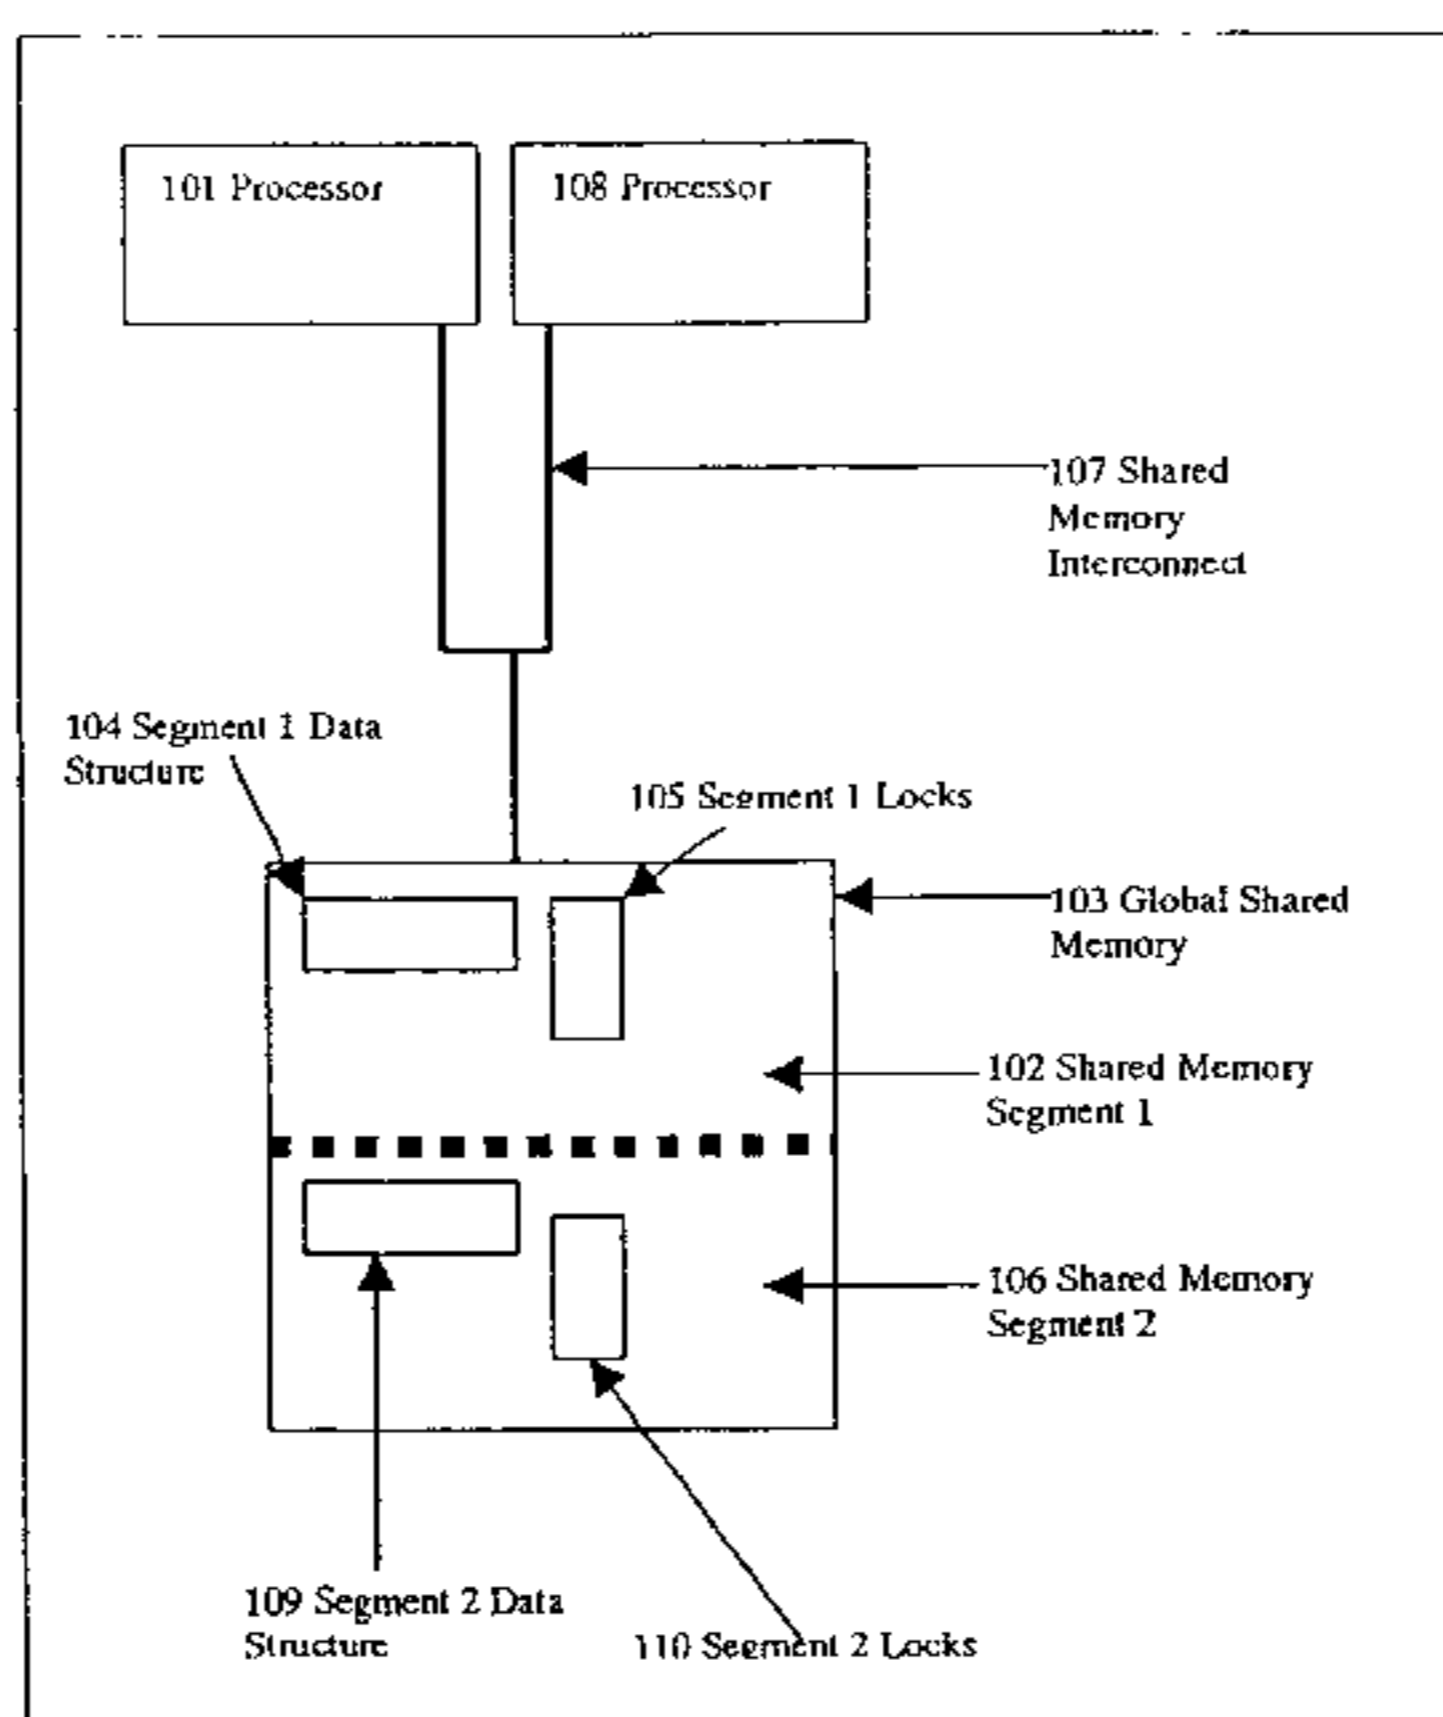 101 Processor
108 Processor
107 Shared
Memory
Interconnect
104 Segment 1 Data
Structure
105 Segment 1 Locks
103 Global Shared
Memory
102 Shared Memory
Segment 1
106 Shared Memory
Segment 2
109 Segment 2 Data
Structure
110 Segment 2 Locks